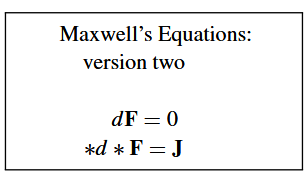 Maxwell's Equations:
version two
dF = 0
*d * F = J